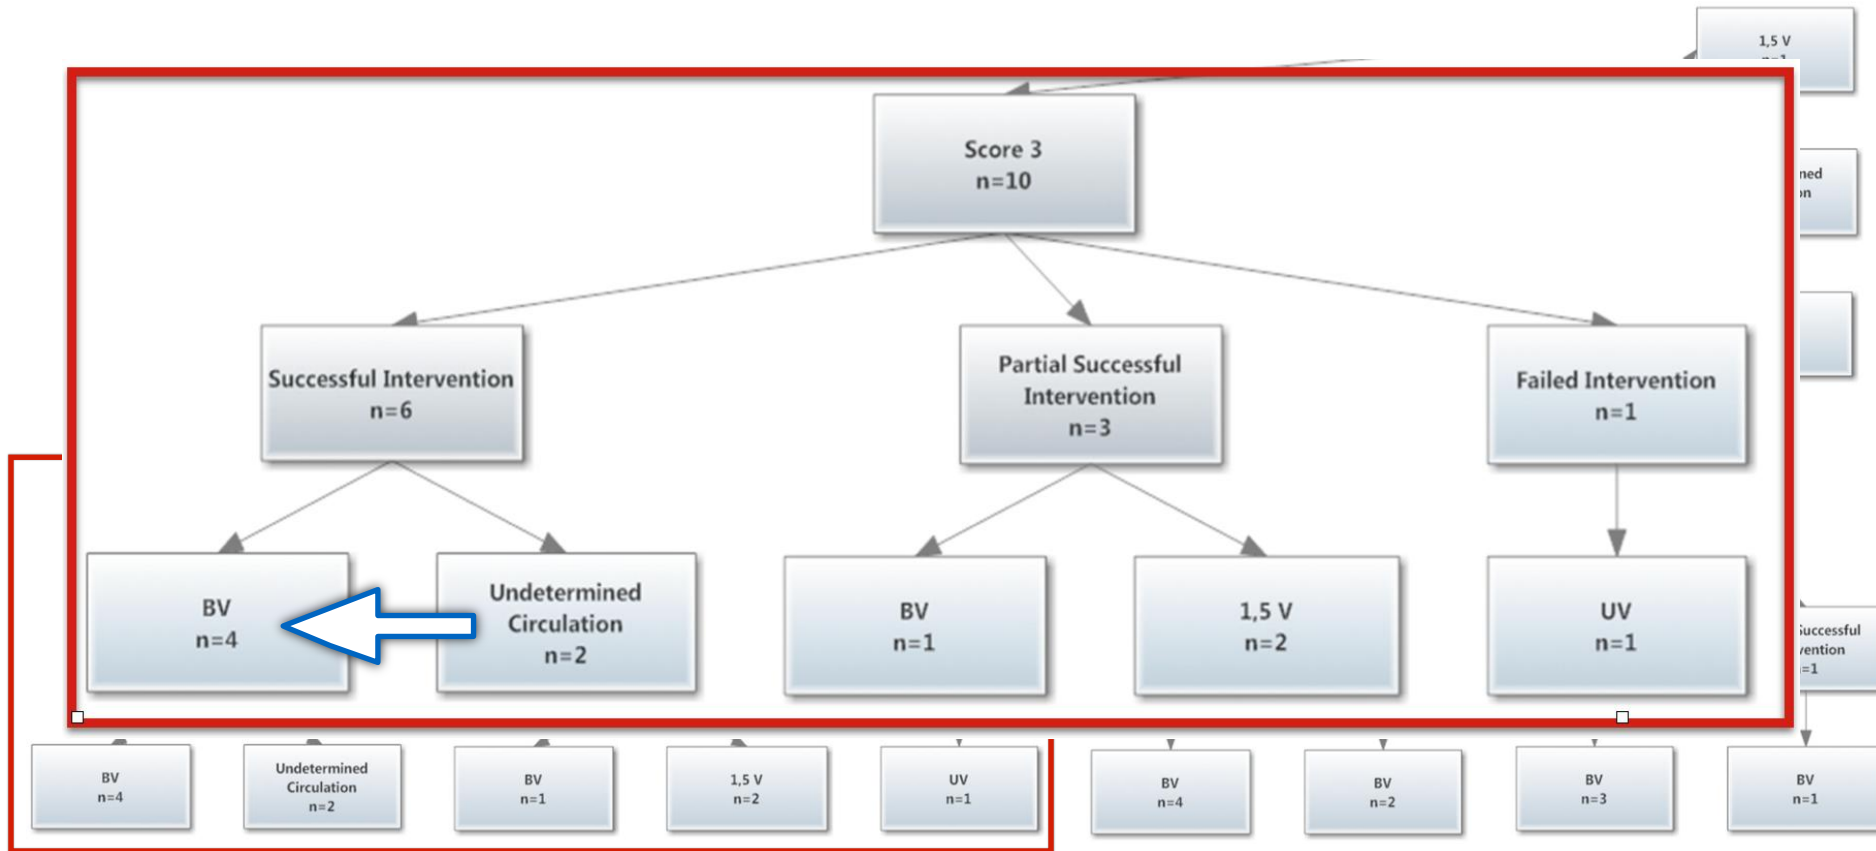 1,5 V
Score 3
n=10
Successful Intervention
n=6
Partial Successful
Intervention
n=3
Failed Intervention
n=1
BV
n=4
Undetermined
Circulation
n=2
BV
n=1
1,5 V
n=2
UV
n=1
Successful
BV
n=4
Undetermined
Circulation
n=2
BV
n=1
1,5 V
n=2
UV
n=1
BV
n=4
BV
n=2
BV
n=3
BV
n=1